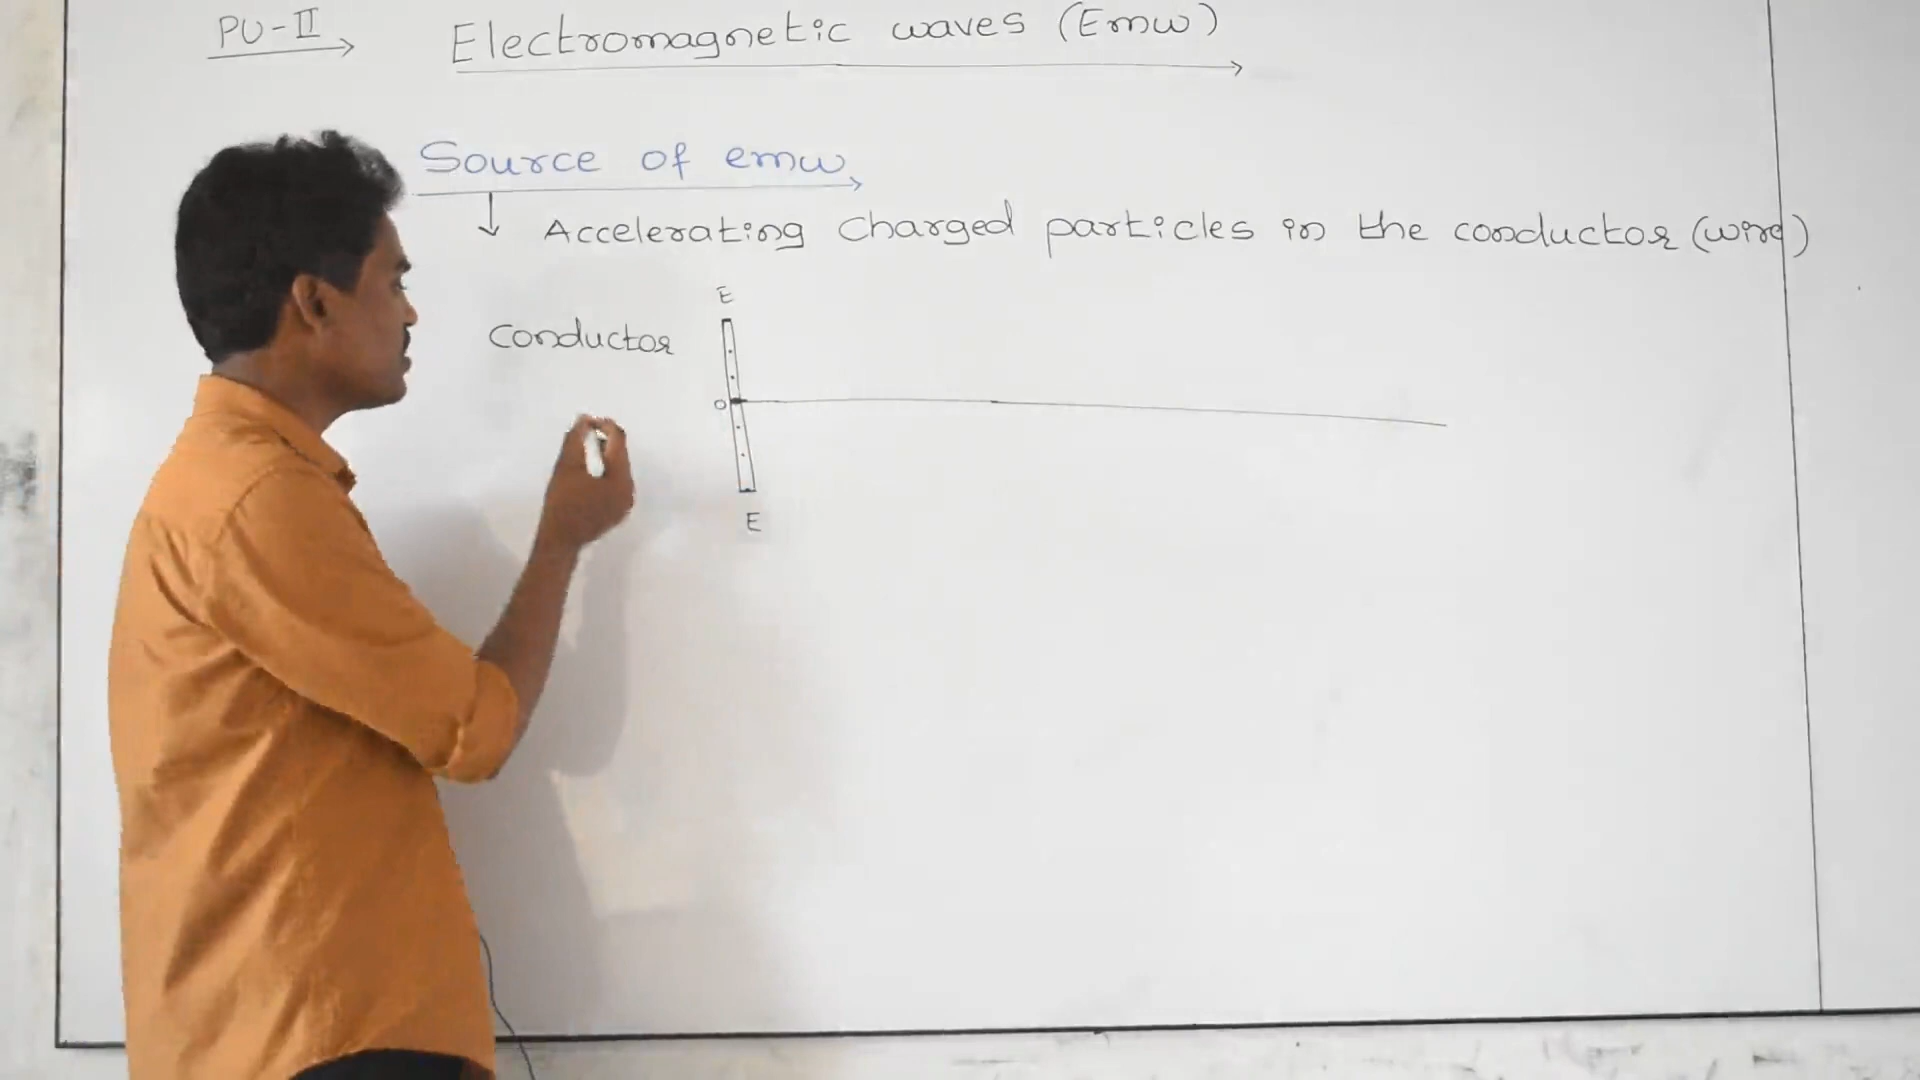 PU-II
Electromagnetic waves (Emw)
Source of emw
Accelerating charged particles in the conductor (wire)
E
conductor
O
E